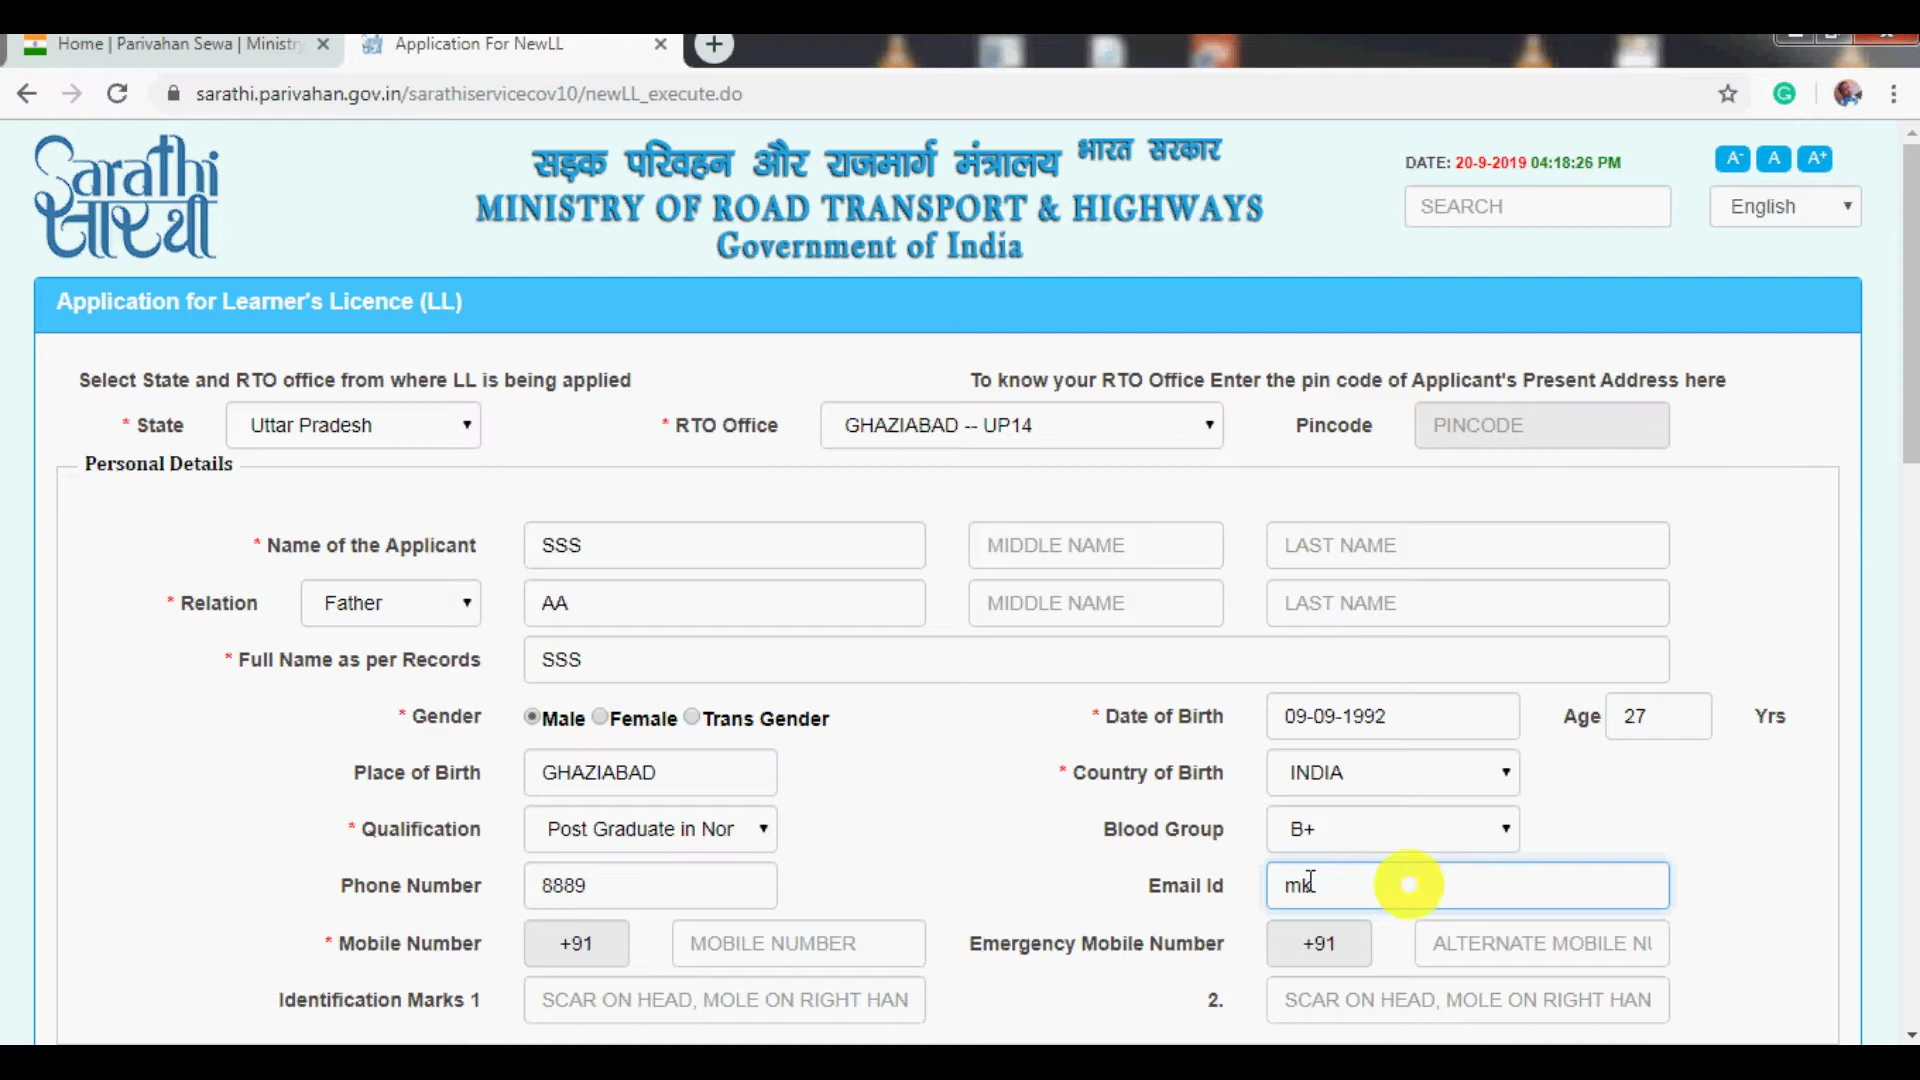 Home | Parivahan Sewa | Ministry
Application For NewLL
sarathi.parivahan.gov.in/sarathiservicecov10/newLL_execute.do
Sarathi
सारथी
सड़क परिवहन और राजमार्ग मंत्रालय भारत सरकार
MINISTRY OF ROAD TRANSPORT & HIGHWAYS
Government of India
DATE: 20-9-2019 04:18:26 PM
A- A A+
SEARCH
English
Application for Learner's Licence (LL)
Select State and RTO office from where LL is being applied
To know your RTO Office Enter the pin code of Applicant's Present Address here
* State Uttar Pradesh * RTO Office GHAZIABAD -- UP14 Pincode PINCODE
Personal Details
* Name of the Applicant SSS MIDDLE NAME LAST NAME
* Relation Father AA MIDDLE NAME LAST NAME
* Full Name as per Records SSS
* Gender Male Female Trans Gender * Date of Birth 09-09-1992 Age 27 Yrs
Place of Birth GHAZIABAD * Country of Birth INDIA
* Qualification Post Graduate in Nor Blood Group B+
Phone Number 8889 Email Id mk
* Mobile Number +91 MOBILE NUMBER Emergency Mobile Number +91 ALTERNATE MOBILE NU
Identification Marks 1 SCAR ON HEAD, MOLE ON RIGHT HAN 2. SCAR ON HEAD, MOLE ON RIGHT HAN